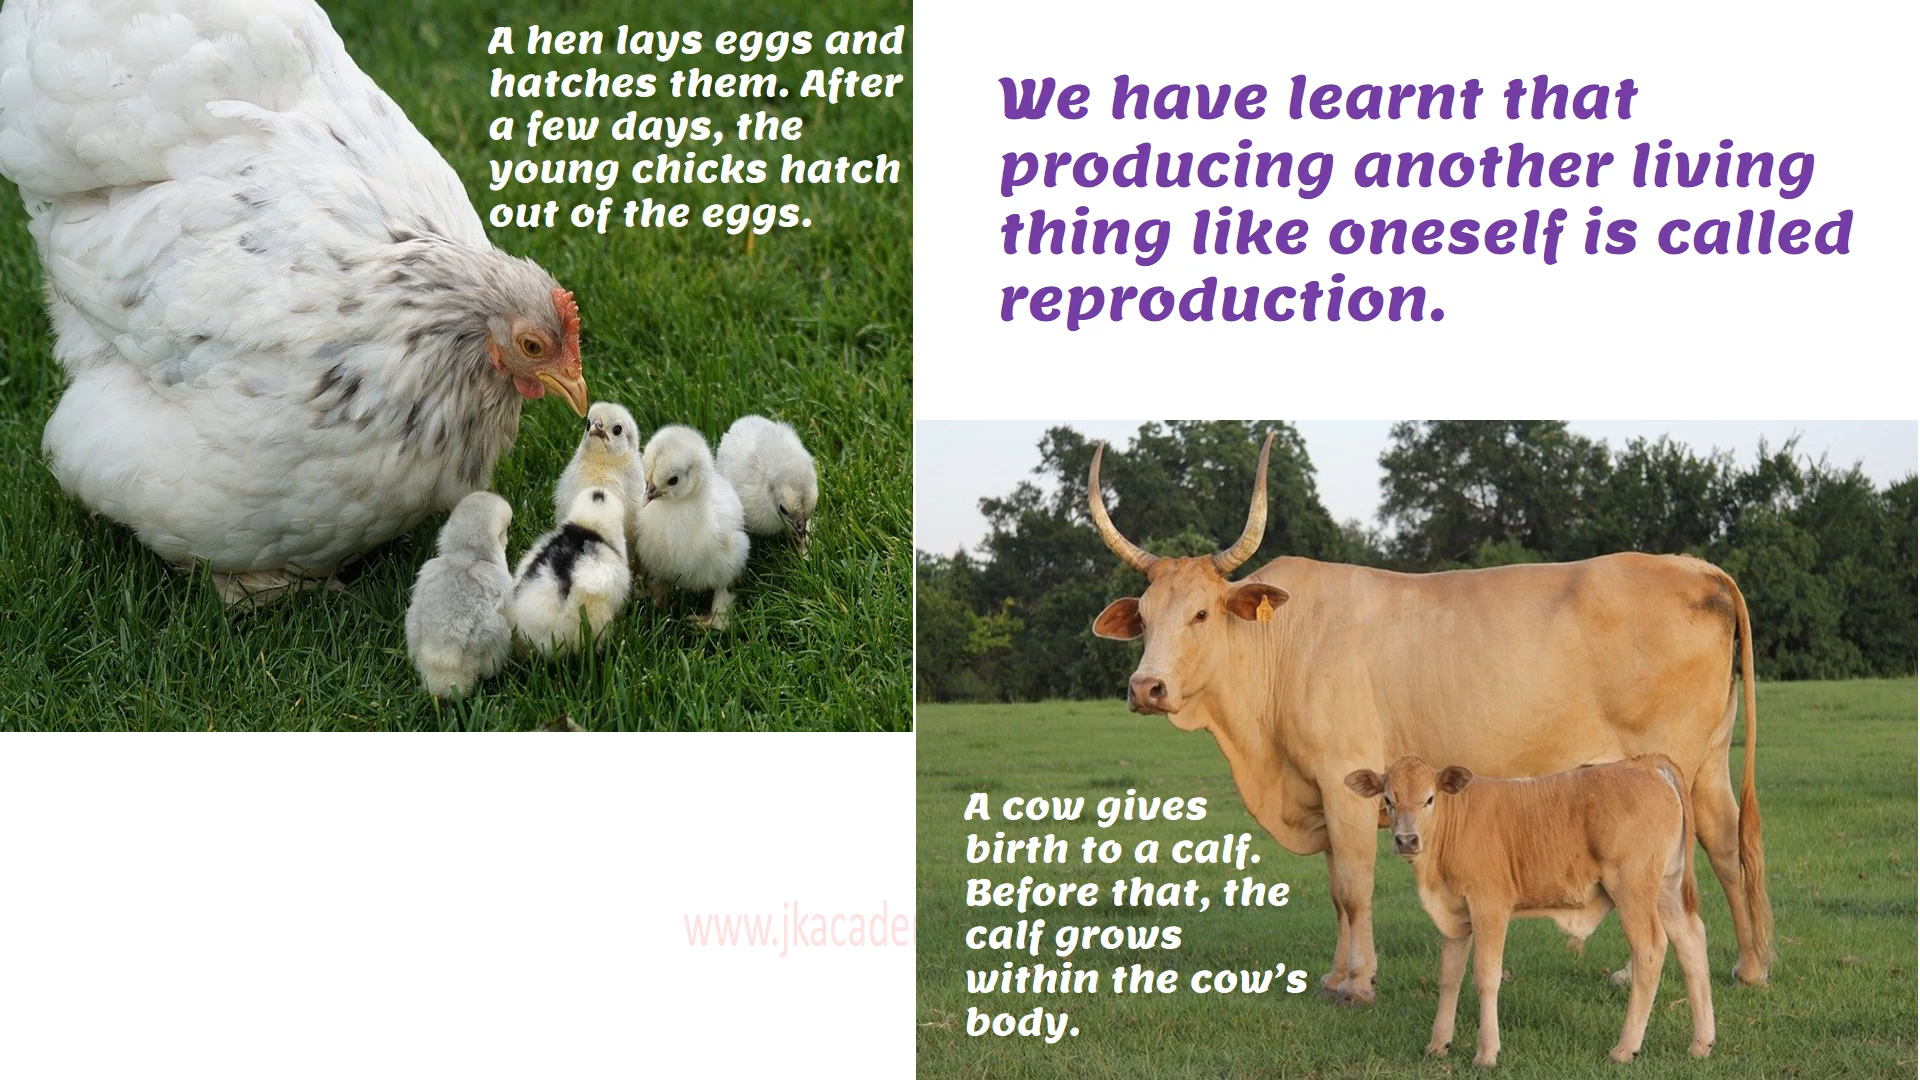 A hen lays eggs and
hatches them. After
a few days, the
young chicks hatch
out of the eggs.
We have learnt that
producing another living
thing like oneself is called
reproduction.
A cow gives
birth to a calf.
Before that, the
calf grows
within the cow’s
body.
www.jkacade